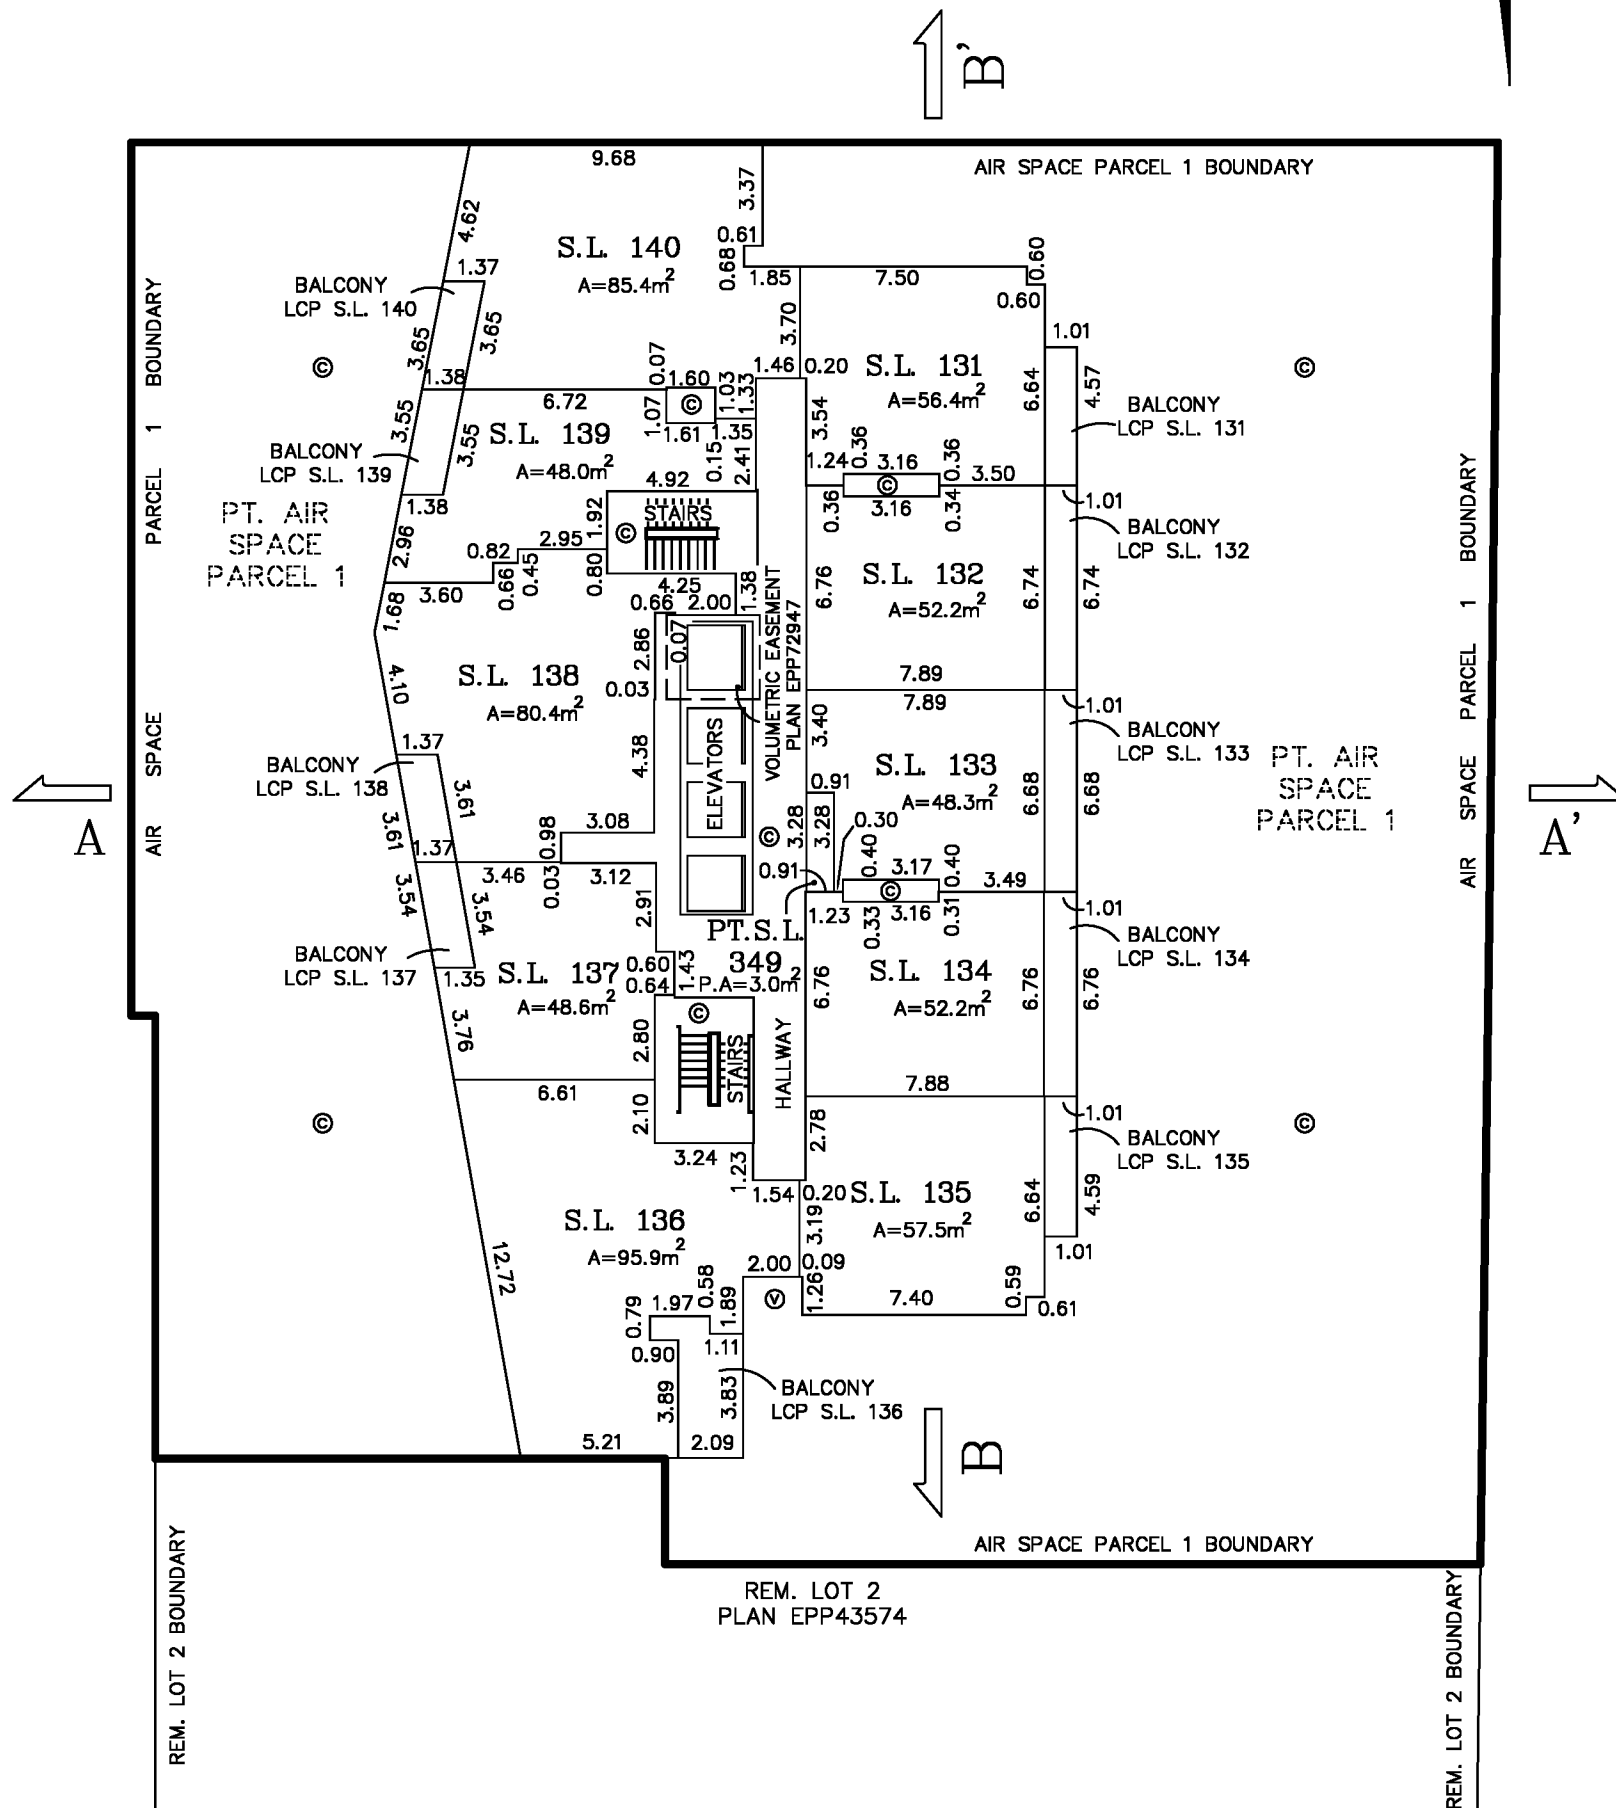 B'
9.68
AIR SPACE PARCEL 1 BOUNDARY
3.37
4.62
0.61
S.L. 140
A=85.4m²
0.68
1.85
7.50
0.60
0.60
1.37
BALCONY
LCP S.L. 140
3.65
3.65
3.70
1.01
AIR SPACE PARCEL 1 BOUNDARY
©
0.07
1.60
1.03
1.33
1.46
0.20
S.L. 131
A=56.4m²
6.64
4.57
©
1.38
6.72
1.07
©
1.61
1.35
3.54
BALCONY
LCP S.L. 131
3.55
3.55
S.L. 139
A=48.0m²
0.15
2.41
1.24
0.36
3.16
0.36
3.50
BALCONY
LCP S.L. 139
4.92
©
3.16
0.36
0.34
1.01
1.38
PT. AIR
SPACE
PARCEL 1
STAIRS
©
1.92
BALCONY
LCP S.L. 132
2.96
0.82
2.95
0.66
0.45
0.80
3.60
4.25
1.38
6.76
S.L. 132
A=52.2m²
6.74
6.74
AIR SPACE PARCEL 1 BOUNDARY
1.68
0.66
2.00
0.07
2.86
VOLUMETRIC EASEMENT
PLAN EPP72947
4.10
S.L. 138
A=80.4m²
0.03
7.89
7.89
1.01
3.40
BALCONY
LCP S.L. 133
1.37
BALCONY
LCP S.L. 138
4.38
ELEVATORS
S.L. 133
A=48.3m²
6.68
6.68
PT. AIR
SPACE
PARCEL 1
A
A'
3.61
3.61
0.91
3.28
3.28
0.30
3.08
0.98
©
1.37
3.46
0.03
3.12
0.91
0.40
3.17
0.40
3.49
3.54
3.54
2.91
1.23
0.33
©
3.16
0.31
1.01
PT.S.L.
349
P.A=3.0m²
BALCONY
LCP S.L. 134
BALCONY
LCP S.L. 137
1.35
S.L. 137
A=48.6m²
0.60
0.64
1.43
6.76
S.L. 134
A=52.2m²
6.76
6.76
©
3.76
2.80
STAIRS
HALLWAY
6.61
7.88
1.01
©
2.10
2.78
BALCONY
LCP S.L. 135
©
3.24
1.23
1.54
0.20
S.L. 135
A=57.5m²
6.64
4.59
S.L. 136
A=95.9m²
3.19
12.72
2.00
0.09
1.01
0.58
1.89
ⓥ
1.26
7.40
0.59
0.61
0.79
1.97
0.90
1.11
3.89
3.83
BALCONY
LCP S.L. 136
5.21
2.09
B
AIR SPACE PARCEL 1 BOUNDARY
REM. LOT 2
PLAN EPP43574
REM. LOT 2 BOUNDARY
REM. LOT 2 BOUNDARY